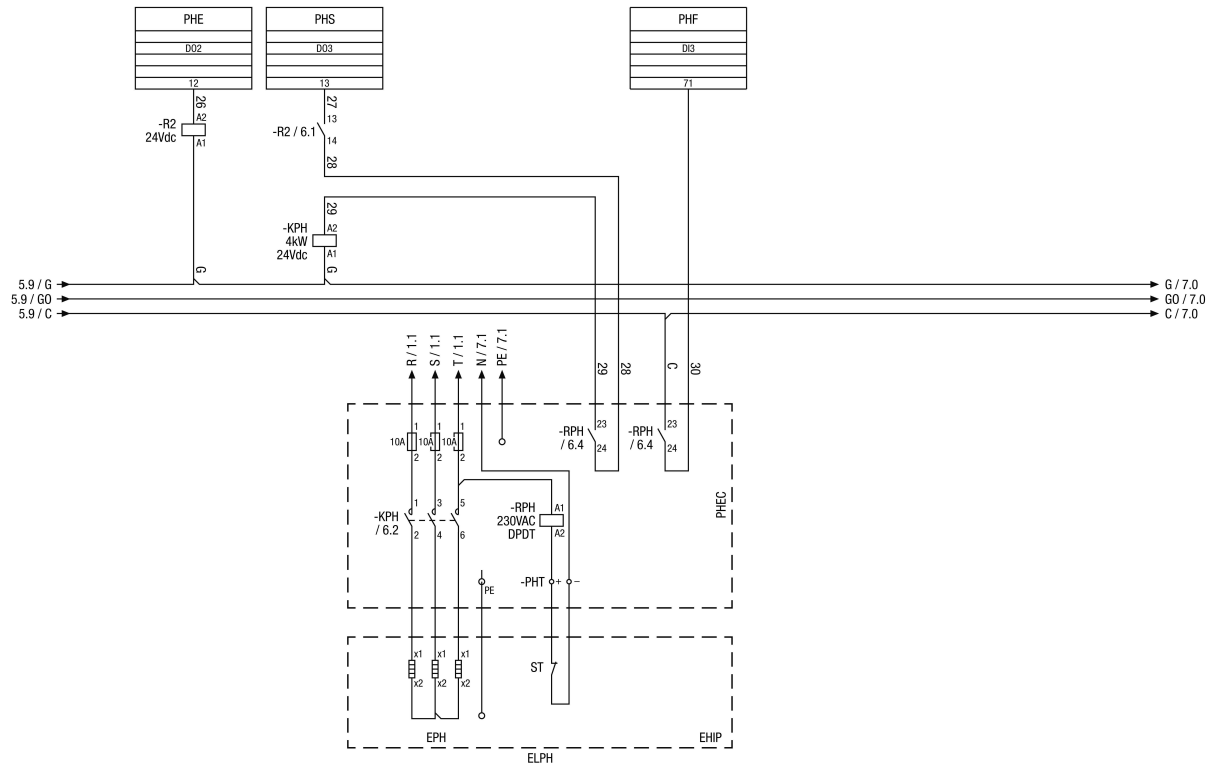 PHE
PHS
PHF
DO2
DO3
DI3
12
13
71
26
27
-R2
24Vdc
A2
A1
-R2 / 6.1
13
14
28
29
-KPH
4kW
24Vdc
A2
A1
G
G
5.9 / G
G / 7.0
5.9 / GO
GO / 7.0
5.9 / C
C / 7.0
R / 1.1
S / 1.1
T / 1.1
N / 7.1
PE / 7.1
29
28
C
30
10A
1
2
10A
1
2
10A
1
2
-RPH
/ 6.4
23
24
-RPH
/ 6.4
23
24
PHEC
-KPH
/ 6.2
1
2
3
4
5
6
-RPH
230VAC
DPDT
A1
A2
-PHT
+
–
PE
x1
x2
x1
x2
x1
x2
ST
EPH
EHIP
ELPH